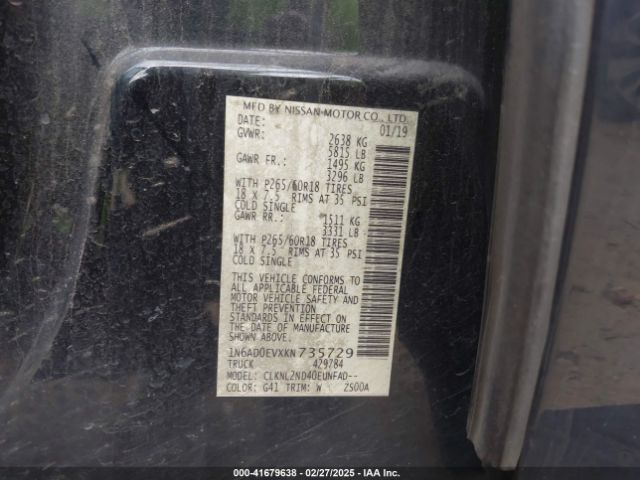 MFD BY NISSAN MOTOR CO., LTD.
DATE: 01/19
GVWR: 2638 KG
5815 LB
GAWR FR.: 1495 KG
3296 LB
WITH P265/60R18 TIRES
18 X 7.5 RIMS AT 35 PSI
COLD SINGLE
GAWR RR.: 1511 KG
3331 LB
WITH P265/60R18 TIRES
18 X 7.5 RIMS AT 35 PSI
COLD SINGLE
THIS VEHICLE CONFORMS TO
ALL APPLICABLE FEDERAL
MOTOR VEHICLE SAFETY AND
THEFT PREVENTION
STANDARDS IN EFFECT ON
THE DATE OF MANUFACTURE
SHOWN ABOVE.
1N6AD0EVXKN735729
TRUCK 429784
MODEL: CLKNL2ND40EUNFAD--
COLOR: G41 TRIM: W 2S00A
000-41679638 - 02/27/2025 - IAA Inc.